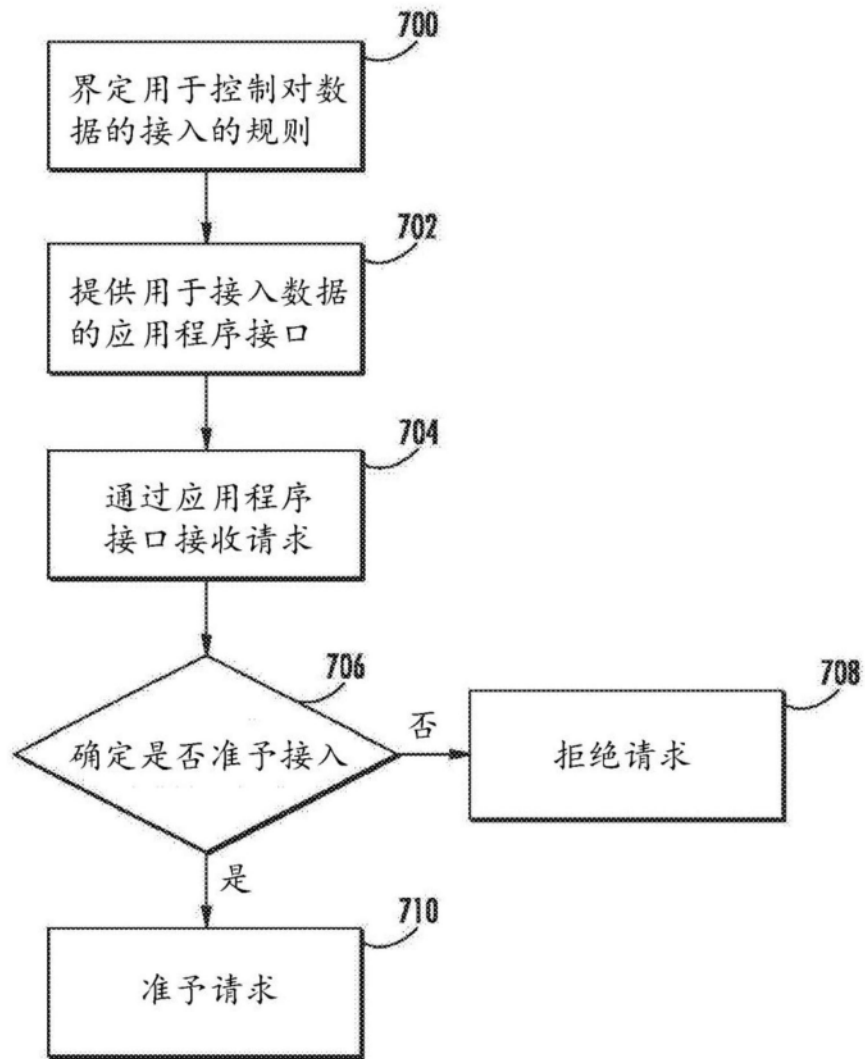 700
界定用于控制对数
据的接入的规则
702
提供用于接入数据
的应用程序接口
704
通过应用程序
接口接收请求
706
确定是否准予接入
否
708
拒绝请求
是
710
准予请求